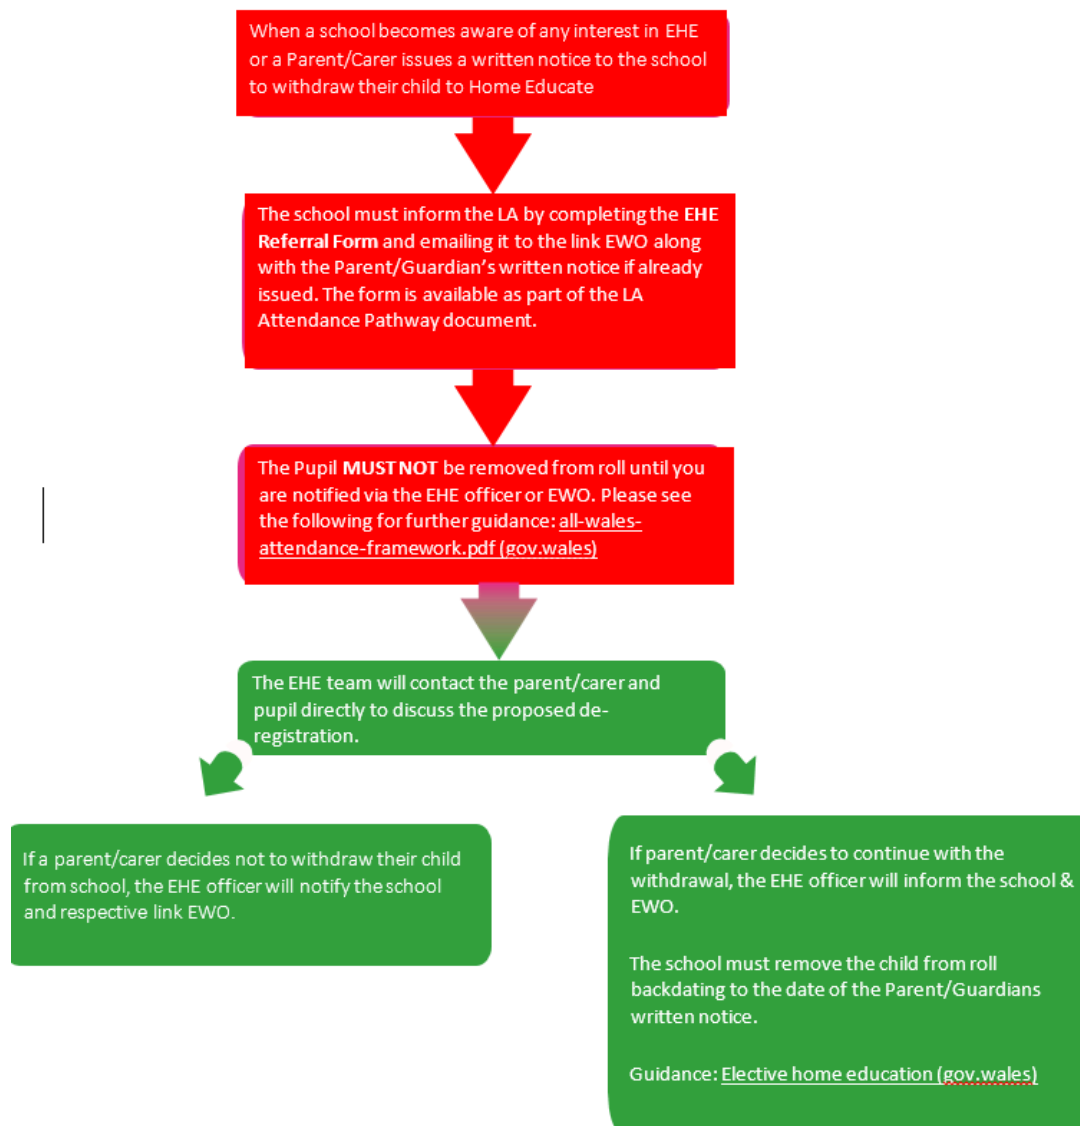 When a school becomes aware of any interest in EHE
or a Parent/Carer issues a written notice to the school
to withdraw their child to Home Educate
The school must inform the LA by completing the EHE
Referral Form and emailing it to the link EWO along
with the Parent/Guardian's written notice if already
issued. The form is available as part of the LA
Attendance Pathway document.
The Pupil MUST NOT be removed from roll until you
are notified via the EHE officer or EWO. Please see
the following for further guidance: all-wales-
attendance-framework.pdf (gov.wales)
The EHE team will contact the parent/carer and
pupil directly to discuss the proposed de-
registration.
If a parent/carer decides not to withdraw their child
from school, the EHE officer will notify the school
and respective link EWO.
If parent/carer decides to continue with the
withdrawal, the EHE officer will inform the school &
EWO.
The school must remove the child from roll
backdating to the date of the Parent/Guardians
written notice.
Guidance: Elective home education (gov.wales)